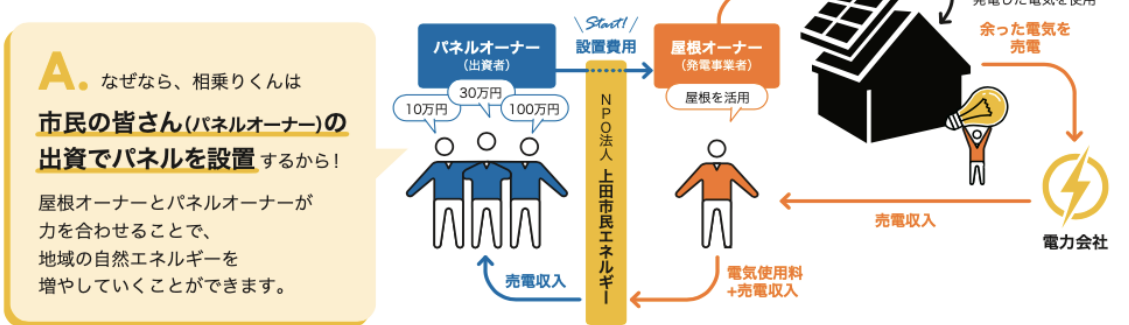 A. なぜなら、相乗りくんは
市民の皆さん(パネルオーナー)の
出資でパネルを設置するから!
屋根オーナーとパネルオーナーが
力を合わせることで、
地域の自然エネルギーを
増やしていくことができます。
パネルオーナー
(出資者)
10万円
30万円
100万円
Start!
設置費用
NPO法人 上田市民エネルギー
売電収入
屋根オーナー
(発電事業者)
屋根を活用
電気使用料
+売電収入
発電した電気を使用
余った電気を
売電
売電収入
電力会社